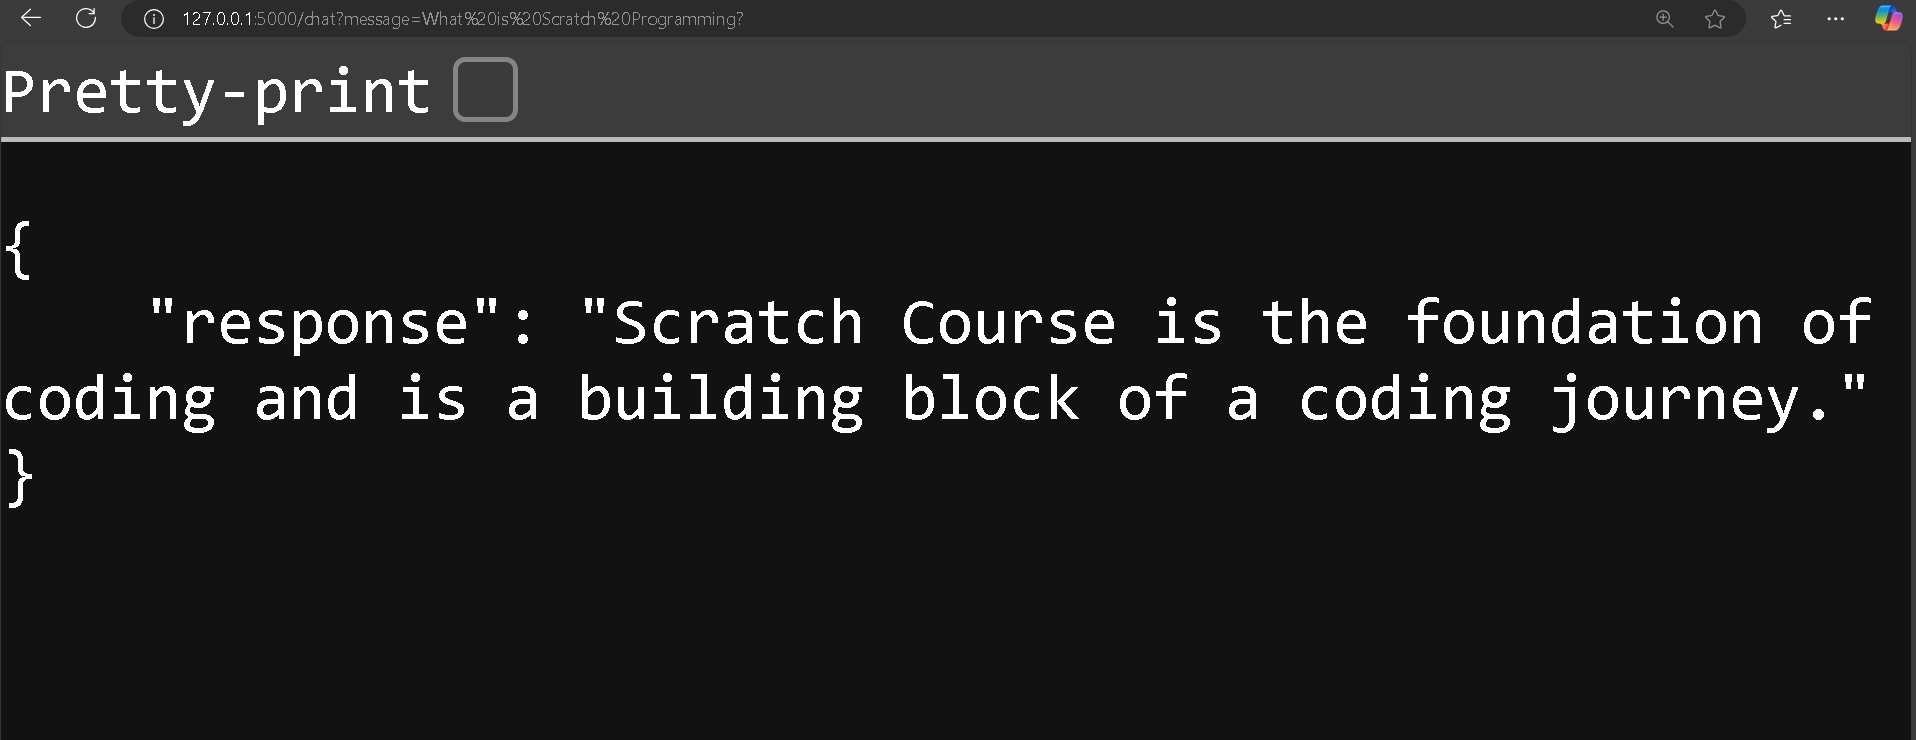 127.0.0.1:5000/chat?message=What%20is%20Scratch%20Programming?
Pretty-print
{
    "response": "Scratch Course is the foundation of
coding and is a building block of a coding journey."
}